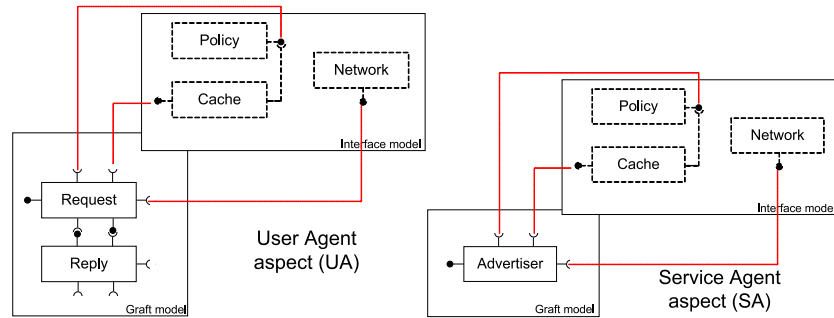 Policy
Network
Cache
Interface model
Request
User Agent
aspect (UA)
Reply
Graft model
Policy
Network
Cache
Interface model
Advertiser
Service Agent
aspect (SA)
Graft model